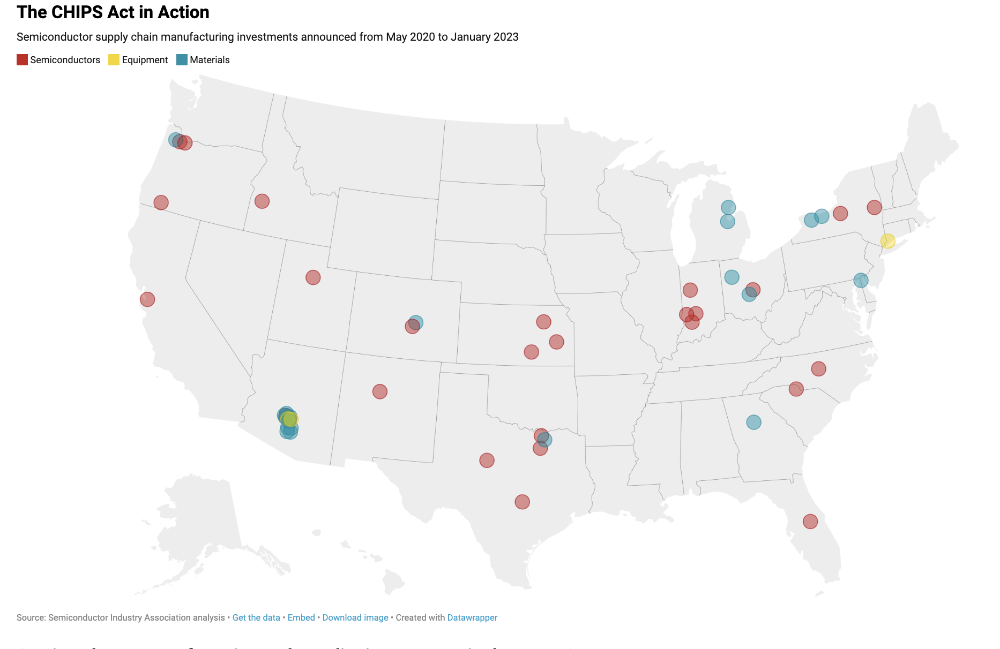 The CHIPS Act in Action
Semiconductor supply chain manufacturing investments announced from May 2020 to January 2023
Semiconductors Equipment Materials
Source: Semiconductor Industry Association analysis • Get the data • Embed • Download image • Created with Datawrapper